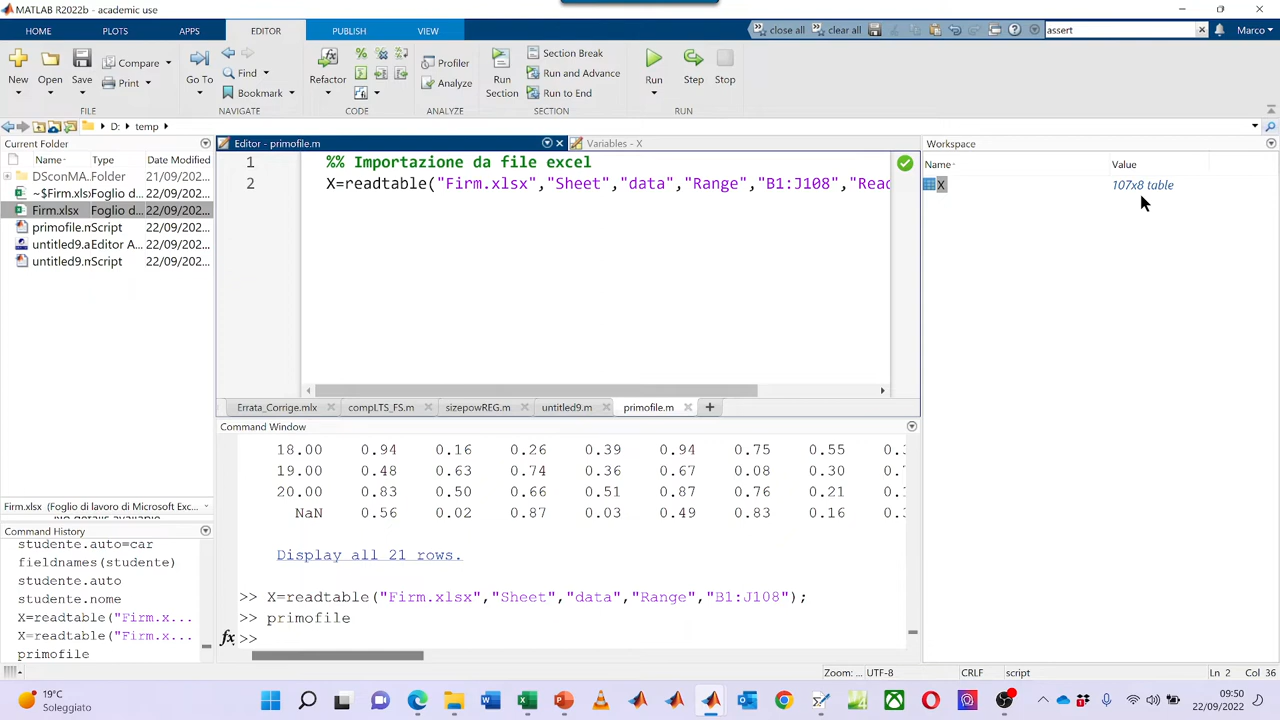 MATLAB R2022b - academic use
HOME PLOTS APPS EDITOR PUBLISH VIEW
close all clear all assert Marco
New Open Save Compare Print
Go To Find Bookmark
Refactor
Profiler Analyze
Run Section Section Break Run and Advance Run to End
Run Step Stop
FILE NAVIGATE CODE ANALYZE SECTION RUN
D: temp
Current Folder
Name Type Date Modified
DSconMA... Folder 21/09/202...
~$Firm.xlsx Foglio d... 22/09/202...
Firm.xlsx Foglio d... 22/09/202...
primofile.m Script 22/09/202...
untitled9.a Editor A... 22/09/202...
untitled9.m Script 22/09/202...
Firm.xlsx (Foglio di lavoro di Microsoft Exc...
Command History
studente.auto=car
fieldnames(studente)
studente.auto
studente.nome
X=readtable("Firm.x...
X=readtable("Firm.x...
primofile
Editor - primofile.m Variables - X
1 %% Importazione da file excel
2 X=readtable("Firm.xlsx","Sheet","data","Range","B1:J108","Read
Errata_Corrige.mlx compLTS_FS.m sizepowREG.m untitled9.m primofile.m
Command Window
18.00 0.94 0.16 0.26 0.39 0.94 0.75 0.55
19.00 0.48 0.63 0.74 0.36 0.67 0.08 0.30
20.00 0.83 0.50 0.66 0.51 0.87 0.76 0.21
NaN 0.56 0.02 0.87 0.03 0.49 0.83 0.16
Display all 21 rows.
>> X=readtable("Firm.xlsx","Sheet","data","Range","B1:J108");
>> primofile
fx >>
Workspace
Name Value
X 107x8 table
Zoom: ... UTF-8 CRLF script Ln 2 Col 36
19°C
Soleggiato
09:50
22/09/2022